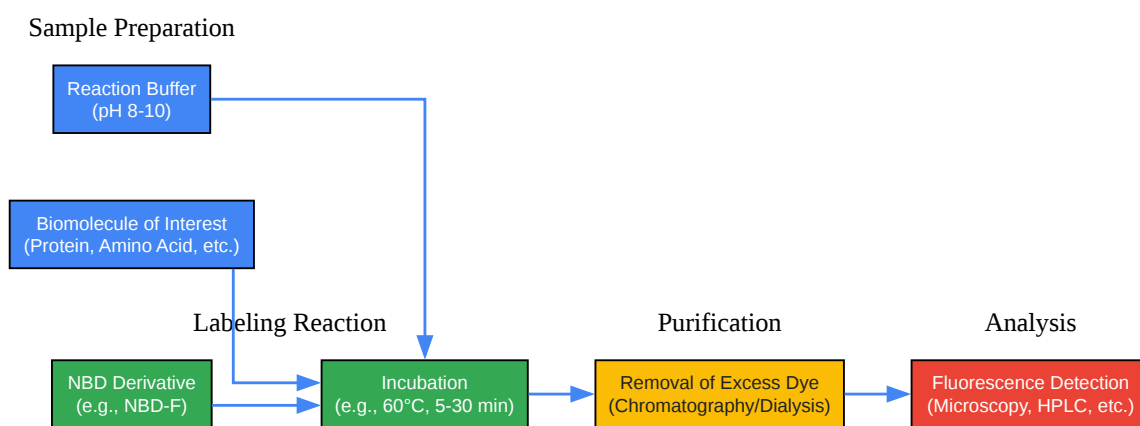 Sample Preparation
Reaction Buffer
(pH 8-10)
Biomolecule of Interest
(Protein, Amino Acid, etc.)
Labeling Reaction
Purification
Analysis
NBD Derivative
(e.g., NBD-F)
Incubation
(e.g., 60°C, 5-30 min)
Removal of Excess Dye
(Chromatography/Dialysis)
Fluorescence Detection
(Microscopy, HPLC, etc.)